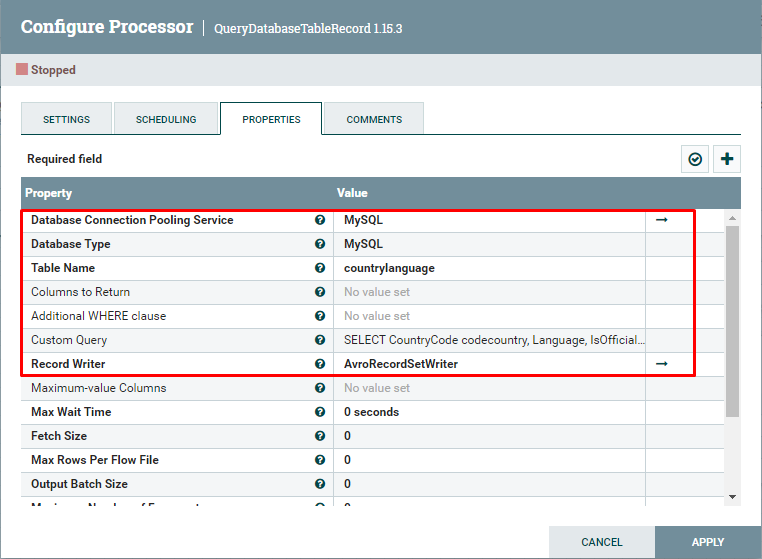 Configure Processor | QueryDatabaseTableRecord 1.15.3
Stopped
SETTINGS SCHEDULING PROPERTIES COMMENTS
Required field
Property Value
Database Connection Pooling Service MySQL
Database Type MySQL
Table Name countrylanguage
Columns to Return No value set
Additional WHERE clause No value set
Custom Query SELECT CountryCode codecountry, Language, IsOfficial...
Record Writer AvroRecordSetWriter
Maximum-value Columns No value set
Max Wait Time 0 seconds
Fetch Size 0
Max Rows Per Flow File 0
Output Batch Size 0
CANCEL APPLY